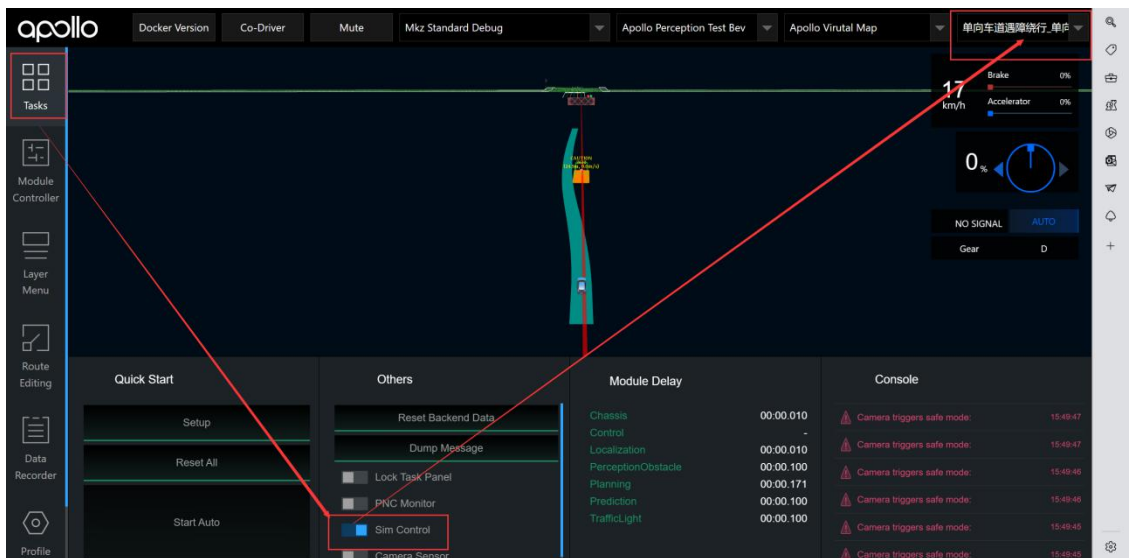 apollo
Docker Version
Co-Driver
Mute
Mkz Standard Debug
Apollo Perception Test Bev
Apollo Virutal Map
单向车道遇障绕行_单向
Tasks
Module
Controller
Layer
Menu
Route
Editing
Data
Recorder
Profile
17
km/h
Brake 0%
Accelerator 0%
0 %
NO SIGNAL AUTO
Gear D
CAUTION
Quick Start
Setup
Reset All
Start Auto
Others
Reset Backend Data
Dump Message
Lock Task Panel
PNC Monitor
Sim Control
Camera Sensor
Module Delay
Chassis 00:00.010
Control -
Localization 00:00.010
PerceptionObstacle 00:00.100
Planning 00:00.171
Prediction 00:00.100
TrafficLight 00:00.100
Console
Camera triggers safe mode: 15:49:47
Camera triggers safe mode: 15:49:47
Camera triggers safe mode: 15:49:46
Camera triggers safe mode: 15:49:46
Camera triggers safe mode: 15:49:45
Camera triggers safe mode: 15:49:45